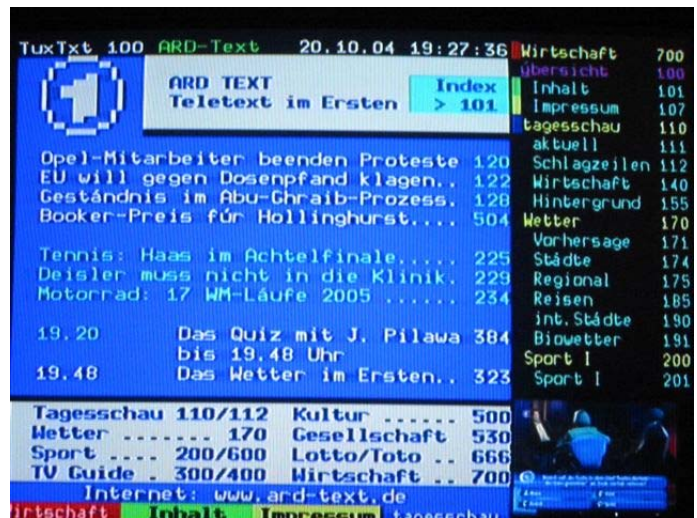 TuxTxt 100 ARD-Text 20.10.04 19:27:36
1
ARD TEXT Index
Teletext im Ersten > 101
Opel-Mitarbeiter beenden Proteste 120
EU will gegen Dosenpfand klagen.. 122
Geständnis im Abu-Ghraib-Prozess. 128
Booker-Preis für Hollinghurst.... 504
Tennis: Haas im Achtelfinale..... 225
Deisler muss nicht in die Klinik. 229
Motorrad: 17 WM-Läufe 2005 ...... 234
19.20 Das Quiz mit J. Pilawa 384
bis 19.48 Uhr
19.48 Das Wetter im Ersten.. 323
Tagesschau 110/112 Kultur ...... 500
Wetter ....... 170 Gesellschaft 530
Sport .... 200/600 Lotto/Toto .. 666
TV Guide . 300/400 Wirtschaft .. 700
Internet: www.ard-text.de
Wirtschaft Inhalt Impressum tagesschau
Wirtschaft 700
Übersicht 100
Inhalt 101
Impressum 107
tagesschau 110
aktuell 111
Schlagzeilen 112
Wirtschaft 140
Hintergrund 155
Wetter 170
Vorhersage 171
Städte 174
Regional 175
Reisen 185
int.Städte 190
Biowetter 191
Sport I 200
Sport I 201